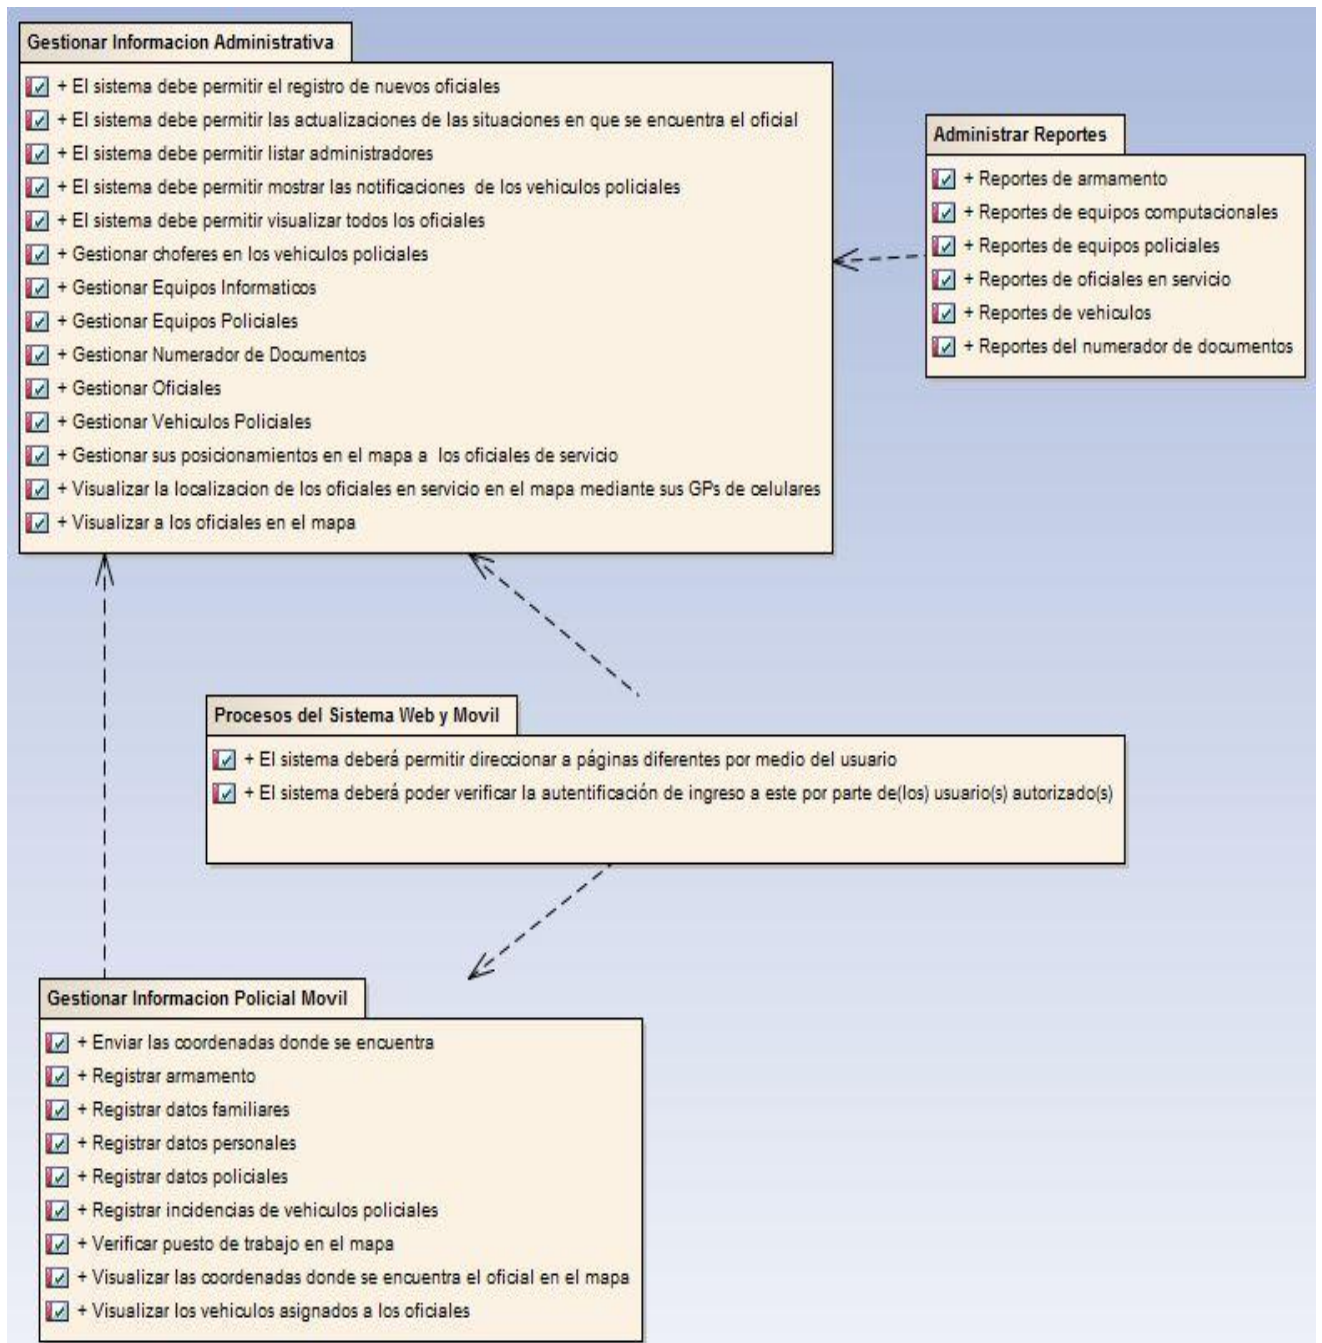 Gestionar Informacion Administrativa
+ El sistema debe permitir el registro de nuevos oficiales
+ El sistema debe permitir las actualizaciones de las situaciones en que se encuentra el oficial
+ El sistema debe permitir listar administradores
+ El sistema debe permitir mostrar las notificaciones de los vehiculos policiales
+ El sistema debe permitir visualizar todos los oficiales
+ Gestionar choferes en los vehiculos policiales
+ Gestionar Equipos Informaticos
+ Gestionar Equipos Policiales
+ Gestionar Numerador de Documentos
+ Gestionar Oficiales
+ Gestionar Vehiculos Policiales
+ Gestionar sus posicionamientos en el mapa a los oficiales de servicio
+ Visualizar la localizacion de los oficiales en servicio en el mapa mediante sus GPs de celulares
+ Visualizar a los oficiales en el mapa
Administrar Reportes
+ Reportes de armamento
+ Reportes de equipos computacionales
+ Reportes de equipos policiales
+ Reportes de oficiales en servicio
+ Reportes de vehiculos
+ Reportes del numerador de documentos
Procesos del Sistema Web y Movil
+ El sistema deberá permitir direccionar a páginas diferentes por medio del usuario
+ El sistema deberá poder verificar la autentificación de ingreso a este por parte de(los) usuario(s) autorizado(s)
Gestionar Informacion Policial Movil
+ Enviar las coordenadas donde se encuentra
+ Registrar armamento
+ Registrar datos familiares
+ Registrar datos personales
+ Registrar datos policiales
+ Registrar incidencias de vehiculos policiales
+ Verificar puesto de trabajo en el mapa
+ Visualizar las coordenadas donde se encuentra el oficial en el mapa
+ Visualizar los vehiculos asignados a los oficiales